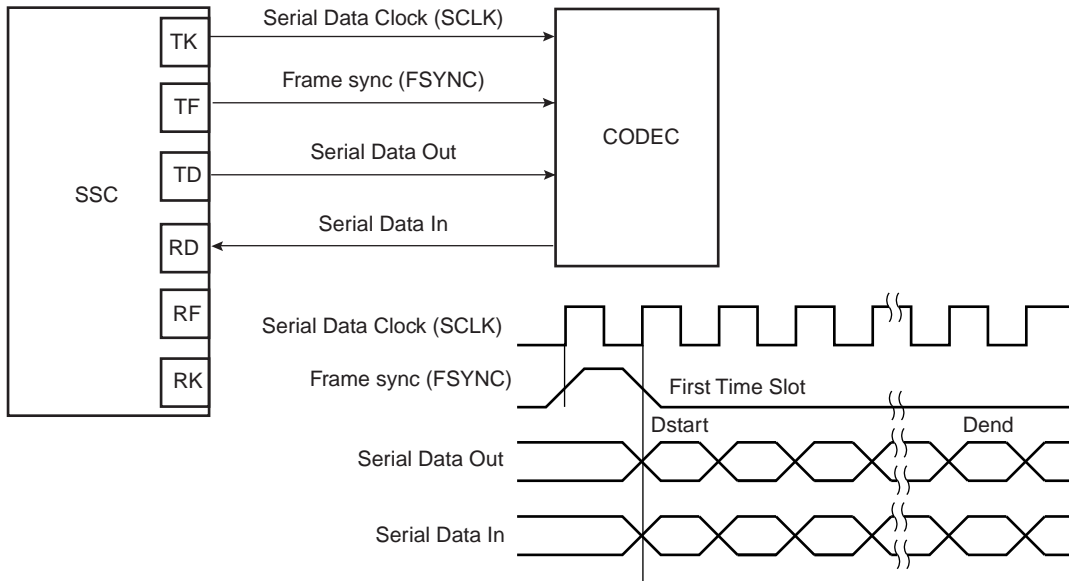 SSC
TK
TF
TD
RD
RF
RK
Serial Data Clock (SCLK)
Frame sync (FSYNC)
Serial Data Out
Serial Data In
CODEC
Serial Data Clock (SCLK)
Frame sync (FSYNC)
First Time Slot
Dstart
Dend
Serial Data Out
Serial Data In